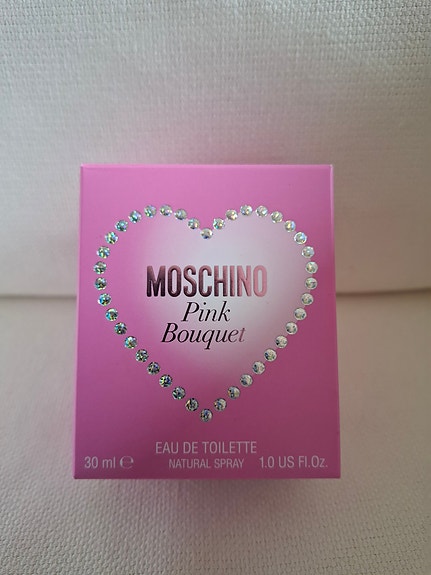 MOSCHINO
Pink
Bouquet
EAU DE TOILETTE
30 ml ℮ NATURAL SPRAY 1.0 US Fl.Oz.